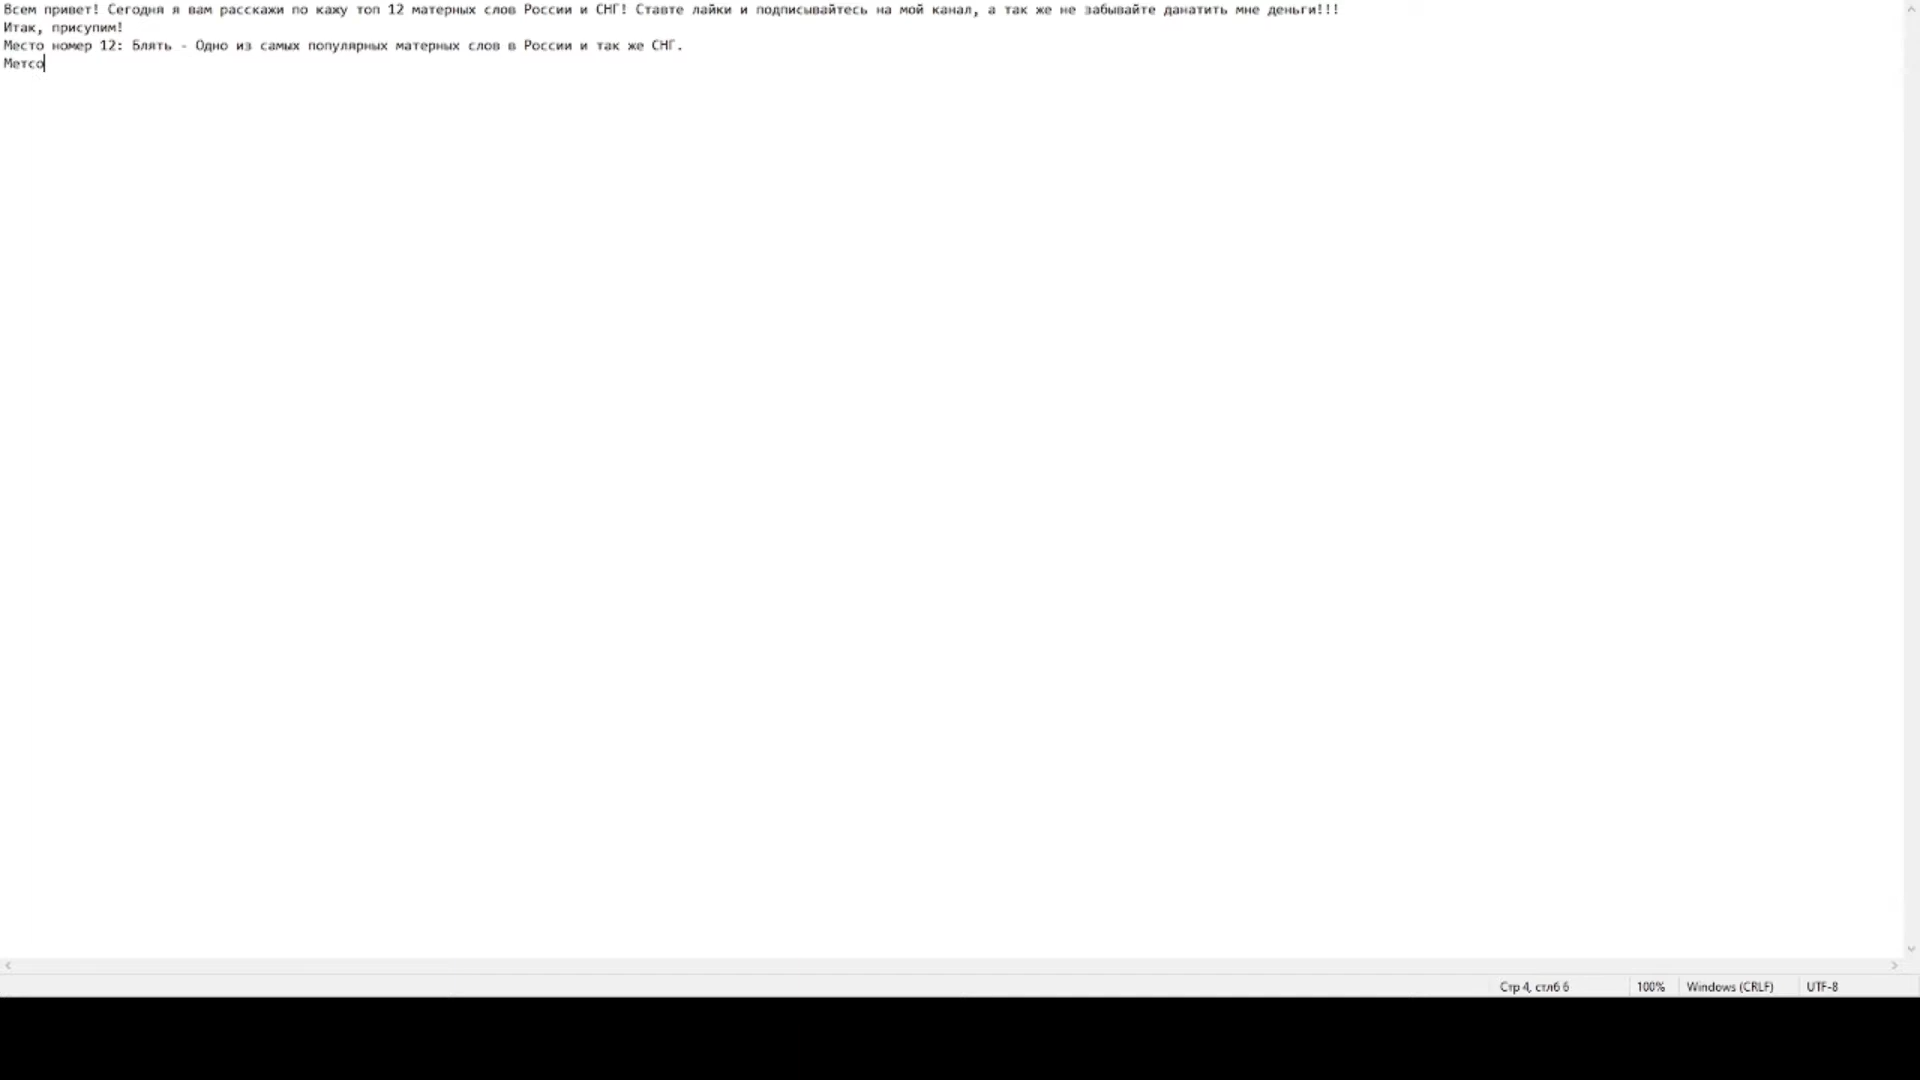 Всем привет! Сегодня я вам расскажи по кажу топ 12 матерных слов России и СНГ! Ставте лайки и подписывайтесь на мой канал, а так же не забывайте данатить мне деньги!!!
Итак, присупим!
Место номер 12: Блять - Одно из самых популярных матерных слов в России и так же СНГ.
Метсо
Стр 4, стлб 6 100% Windows (CRLF) UTF-8